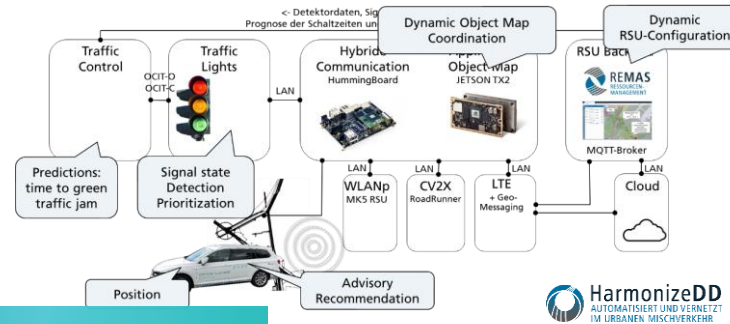 <- Detektordaten, Sig
Prognose der Schaltzeiten und
Dynamic Object Map
Coordination
Dynamic
RSU-Configuration
Traffic
Control
OCIT-O
OCIT-C
Traffic
Lights
LAN
Hybrid
Communication
HummingBoard
Object Map
JETSON TX2
RSU Back
REMAS
RESSOURCEN-
MANAGEMENT
MQTT-Broker
Predictions:
time to green
traffic jam
Signal state
Detection
Prioritization
LAN
LAN
LAN
LAN
WLANp
MK5 RSU
CV2X
RoadRunner
LTE
+ Geo-
Messaging
Cloud
Position
Advisory
Recommendation
HarmonizeDD
AUTOMATISIERT UND VERNETZT
IM URBANEN MISCHVERKEHR